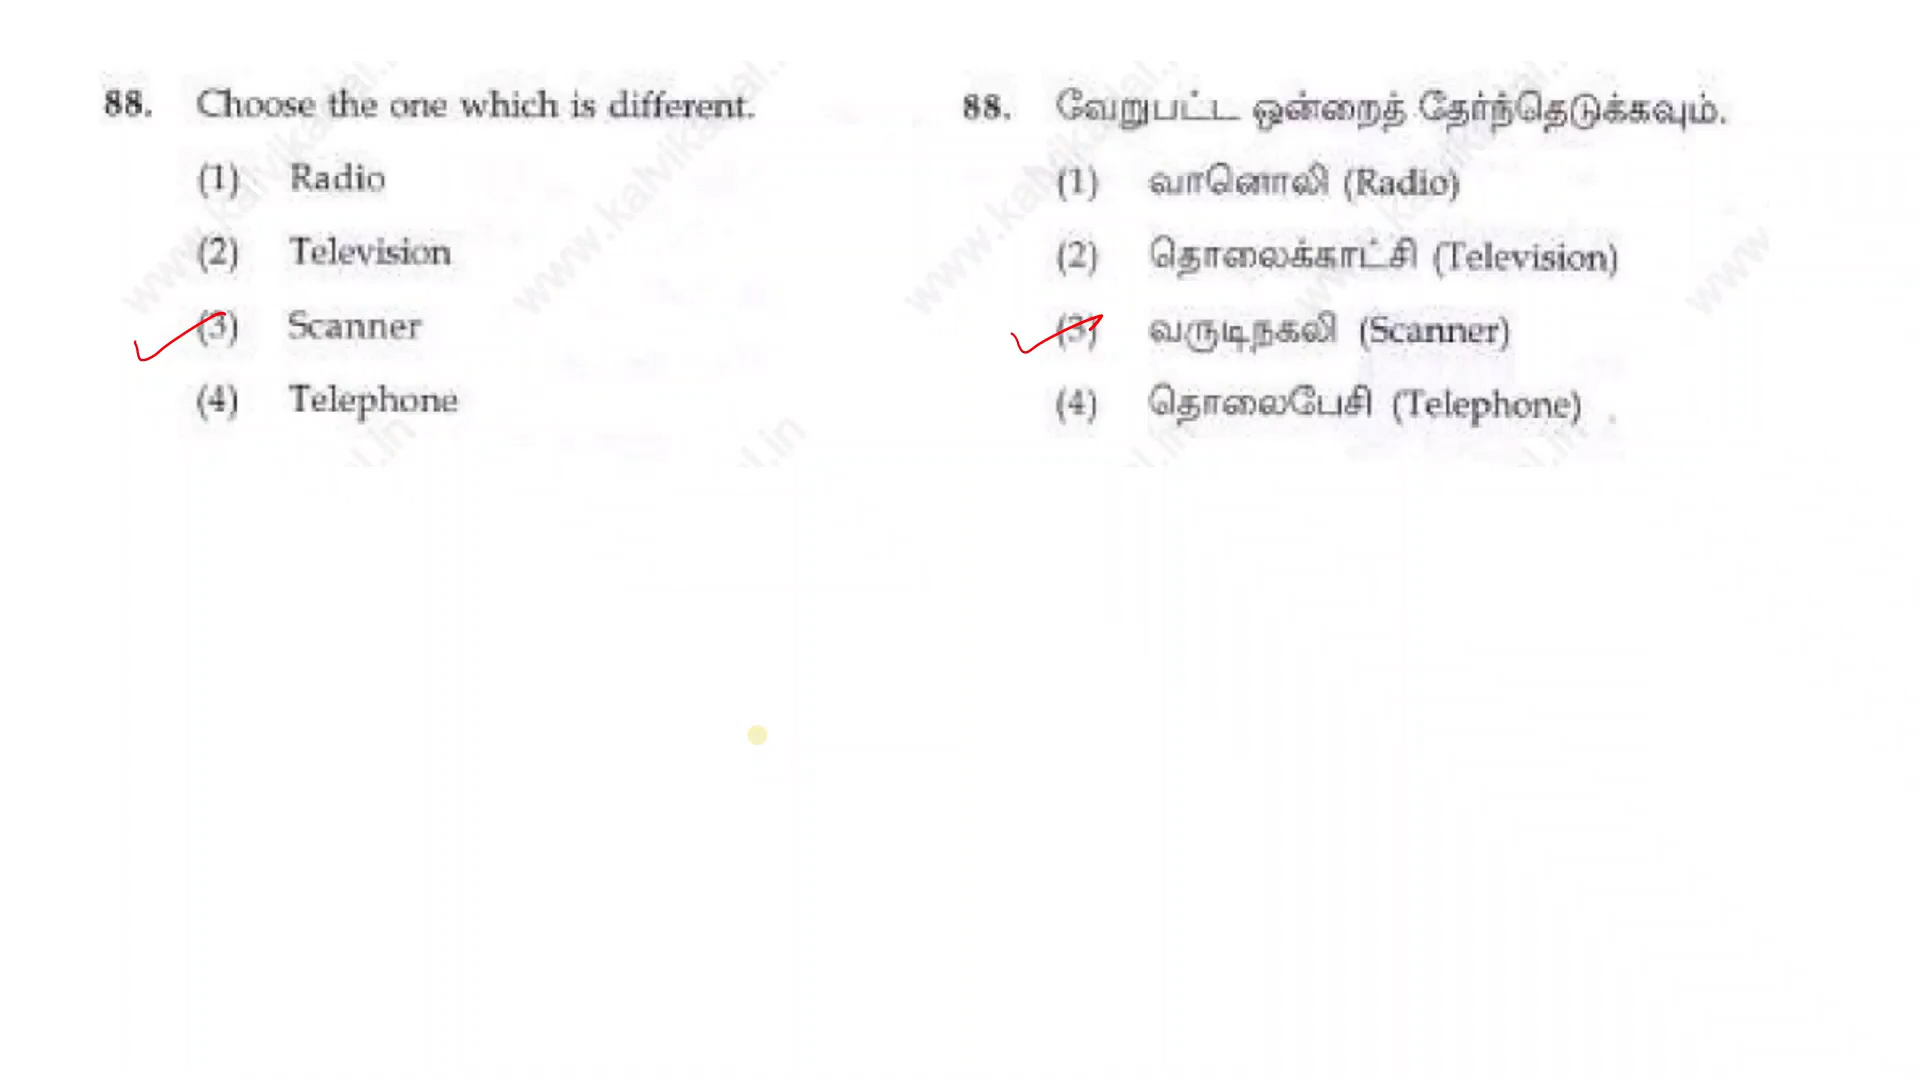 88. Choose the one which is different.
(1) Radio
(2) Television
(3) Scanner
(4) Telephone
88. வேறுபட்ட ஒன்றைத் தேர்ந்தெடுக்கவும்.
(1) வானொலி (Radio)
(2) தொலைக்காட்சி (Television)
(3) வருடிநகலி (Scanner)
(4) தொலைபேசி (Telephone)